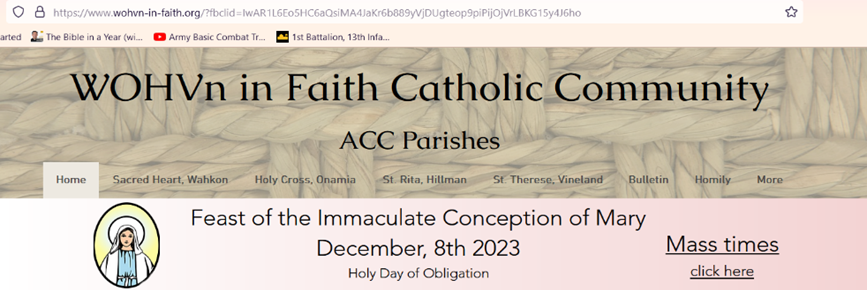 https://www.wohvn-in-faith.org/?fbclid=IwAR1L6Eo5HC6aQsiMA4JaKr6b889yVjDUgteop9piPijOjVrLBKG15y4J6ho
arted The Bible in a Year (wi... Army Basic Combat Tr... 1st Battalion, 13th Infa...
WOHVn in Faith Catholic Community
ACC Parishes
Home Sacred Heart, Wahkon Holy Cross, Onamia St. Rita, Hillman St. Therese, Vineland Bulletin Homily More
Feast of the Immaculate Conception of Mary
December, 8th 2023
Holy Day of Obligation
Mass times
click here